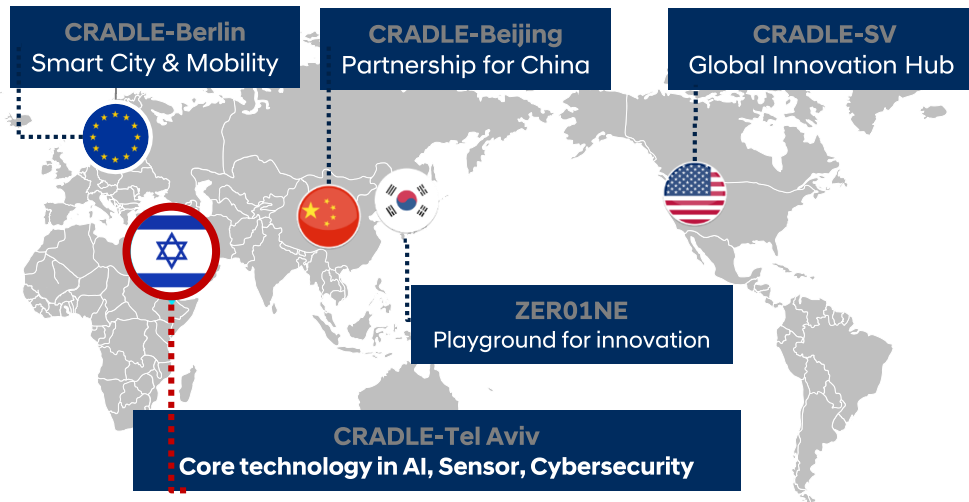 CRADLE-Berlin
Smart City & Mobility
CRADLE-Beijing
Partnership for China
CRADLE-SV
Global Innovation Hub
ZER01NE
Playground for innovation
CRADLE-Tel Aviv
Core technology in AI, Sensor, Cybersecurity